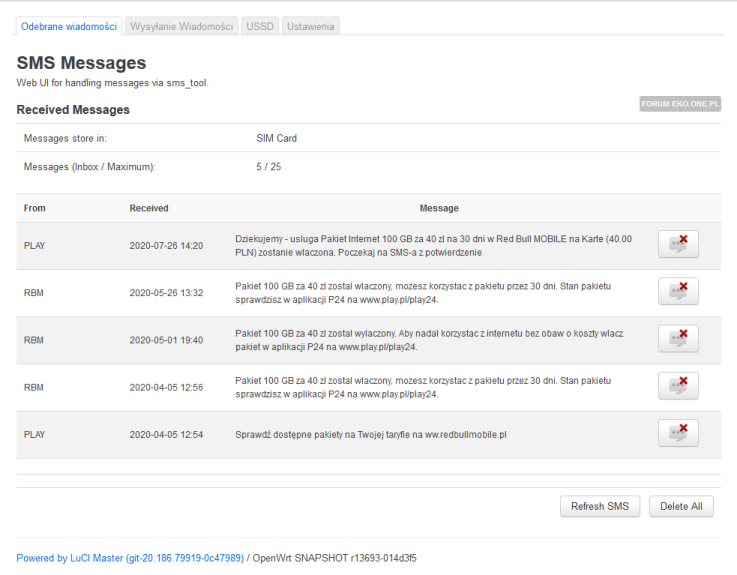 Odebrane wiadomości Wysyłanie Wiadomości USSD Ustawienia
SMS Messages
Web UI for handling messages via sms_tool.
FORUM EKO.ONE.PL
Received Messages
Messages store in: SIM Card
Messages (Inbox / Maximum): 5 / 25
From Received Message
PLAY 2020-07-26 14:20 Dziekujemy - usluga Pakiet Internet 100 GB za 40 zl na 30 dni w Red Bull MOBILE na Karte (40.00
PLN) zostanie wlaczona. Poczekaj na SMS-a z potwierdzenie
RBM 2020-05-26 13:32 Pakiet 100 GB za 40 zl zostal wlaczony, mozesz korzystac z pakietu przez 30 dni. Stan pakietu
sprawdzisz w aplikacji P24 na www.play.pl/play24.
RBM 2020-05-01 19:40 Pakiet 100 GB za 40 zl zostal wylaczony. Aby nadal korzystac z internetu bez obaw o koszty wlacz
pakiet w aplikacji P24 na www.play.pl/play24.
RBM 2020-04-05 12:56 Pakiet 100 GB za 40 zl zostal wlaczony, mozesz korzystac z pakietu przez 30 dni. Stan pakietu
sprawdzisz w aplikacji P24 na www.play.pl/play24.
PLAY 2020-04-05 12:54 Sprawdź dostępne pakiety na Twojej taryfie na ww.redbullmobile.pl
Refresh SMS Delete All
Powered by LuCI Master (git-20.186.79919-0c47989) / OpenWrt SNAPSHOT r13693-014d3f5